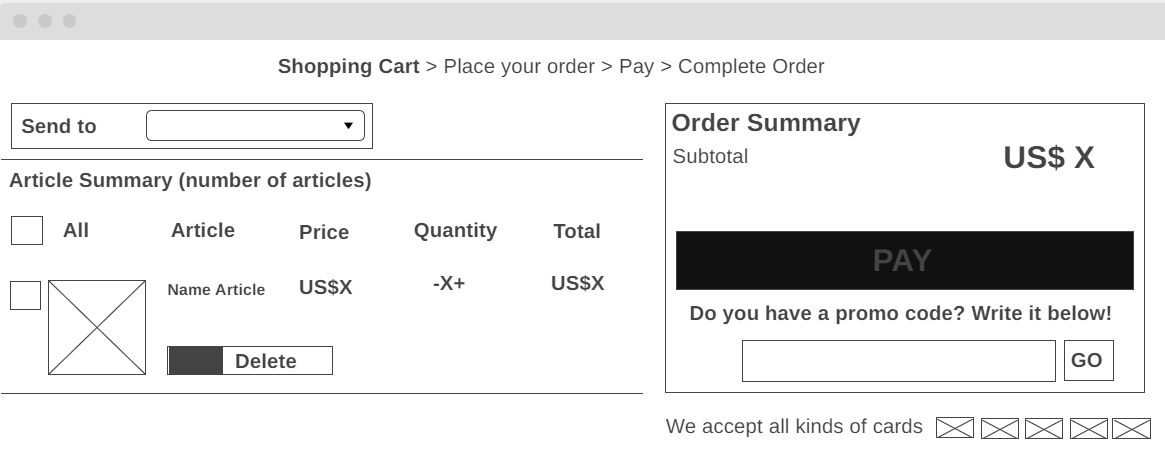 Shopping Cart > Place your order > Pay > Complete Order
Send to
Article Summary (number of articles)
All Article Price Quantity Total
Name Article US$X -X+ US$X
Delete
Order Summary
Subtotal US$ X
PAY
Do you have a promo code? Write it below!
GO
We accept all kinds of cards